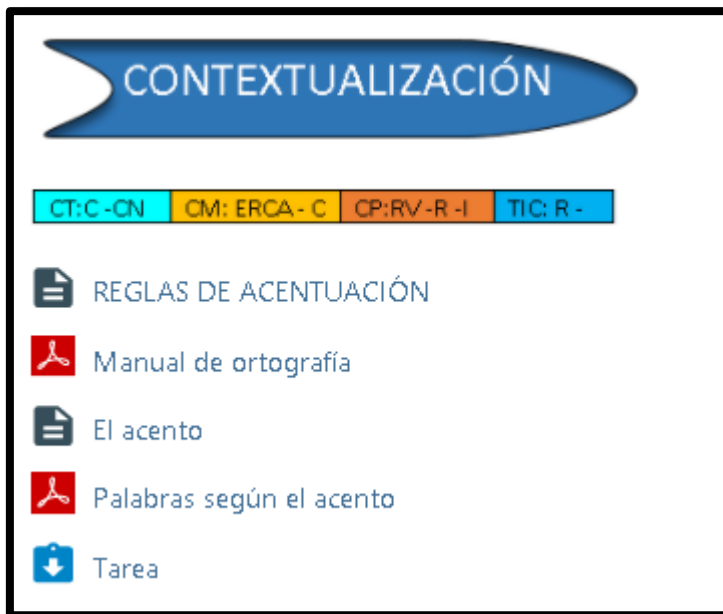 CONTEXTUALIZACIÓN
CT:C -CN CM: ERCA - C CP:RV -R -I TIC: R -
REGLAS DE ACENTUACIÓN
Manual de ortografía
El acento
Palabras según el acento
Tarea